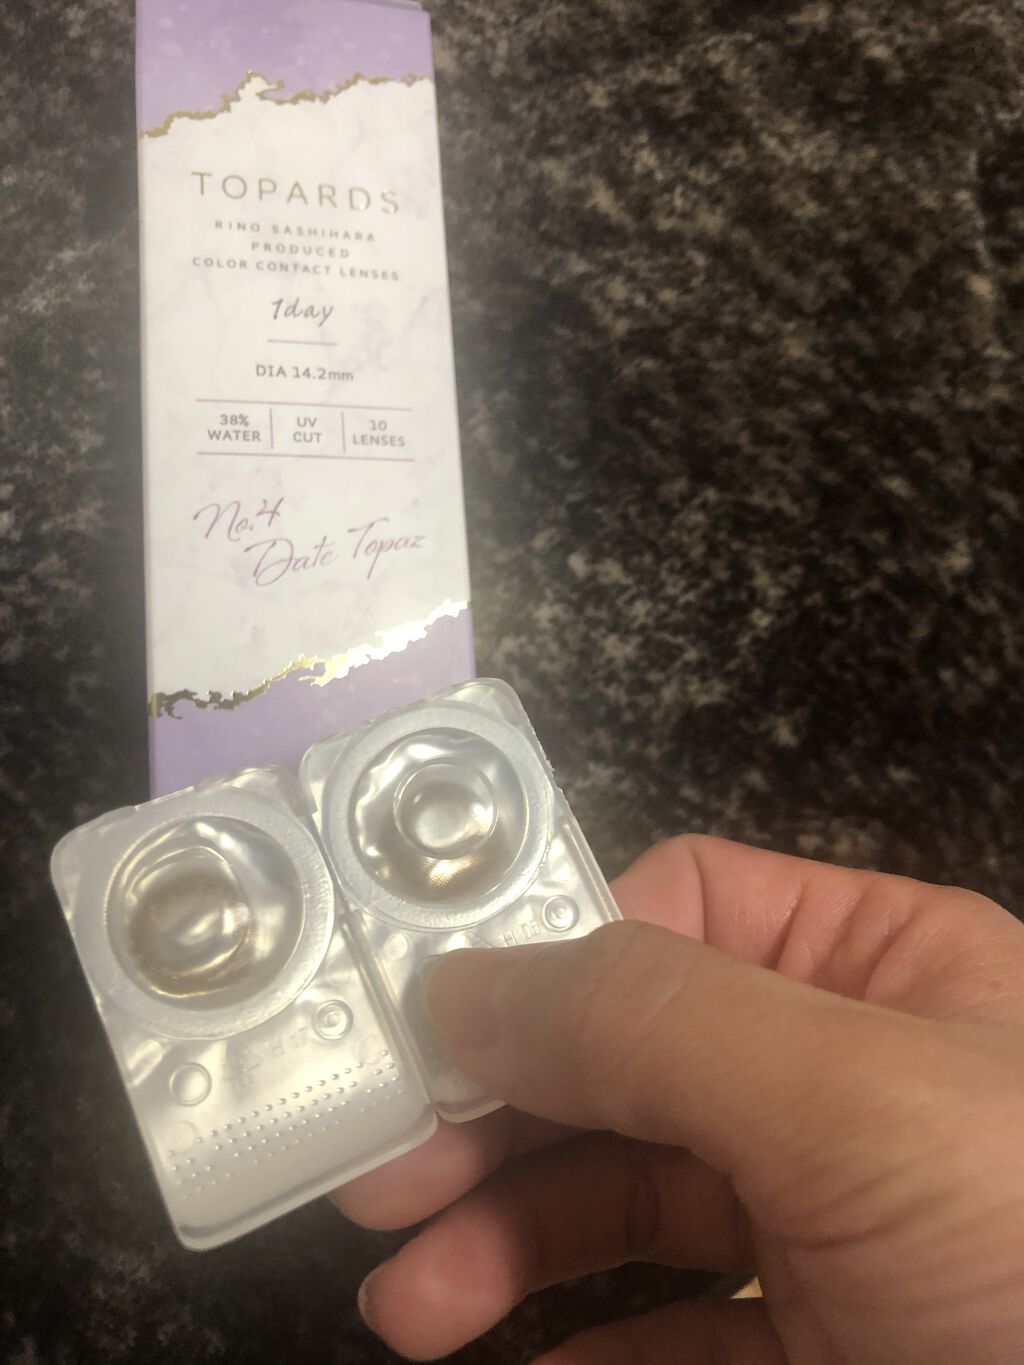 TOPARDS
RINO SASHIHARA
PRODUCED
COLOR CONTACT LENSES
1day
DIA 14.2mm
38% WATER
UV CUT
10 LENSES
No.4
Date Topaz